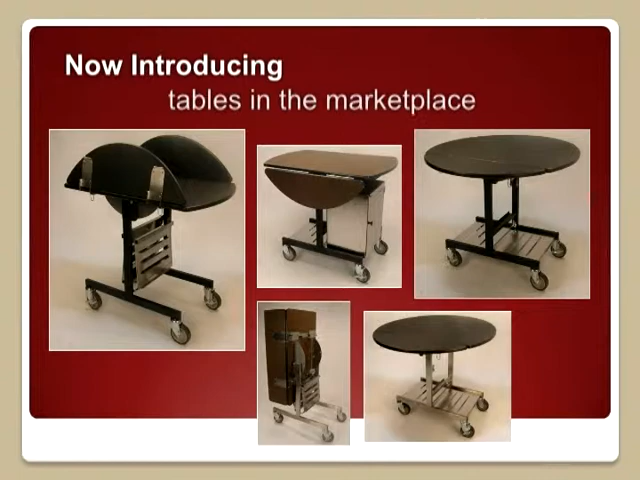 Now Introducing
tables in the marketplace